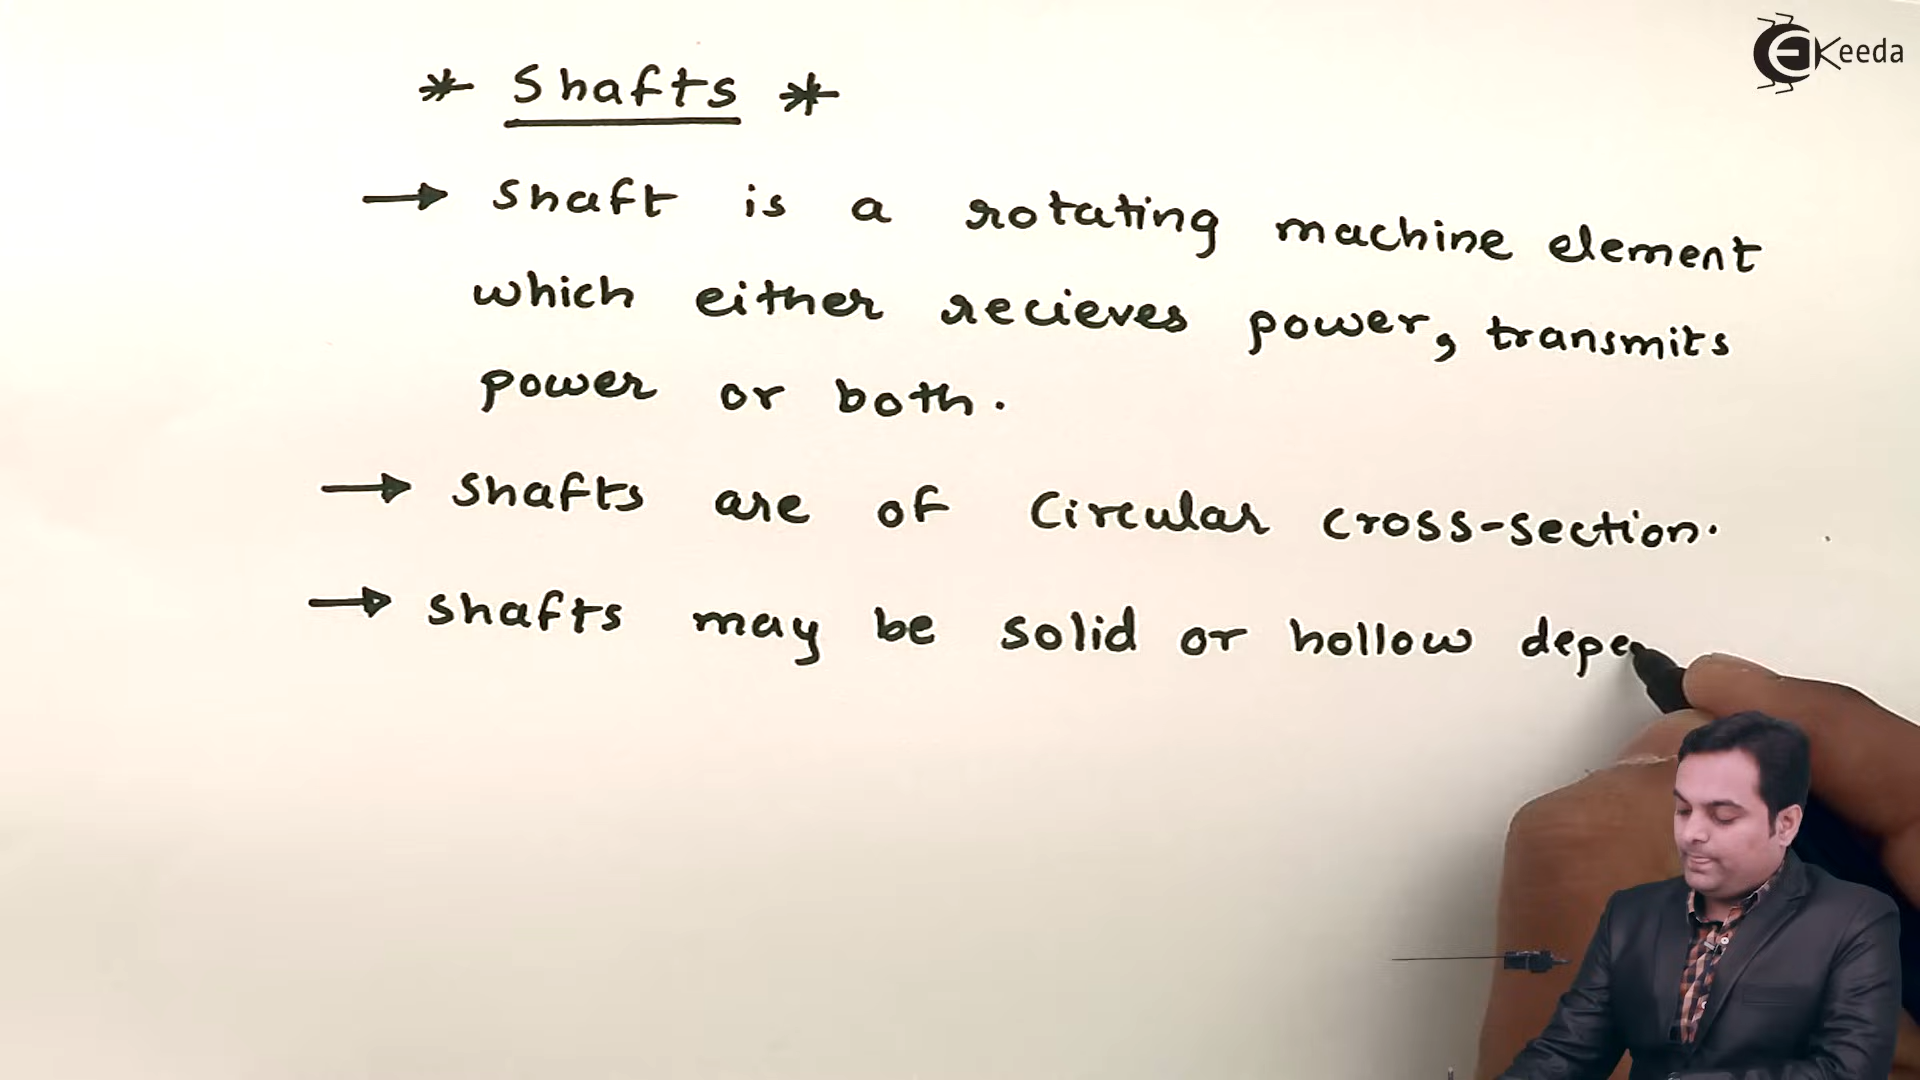 * Shafts *
→ Shaft is a rotating machine element
which either recieves power, transmits
power or both.
→ Shafts are of Circular cross-section.
→ Shafts may be solid or hollow depe
EKeeda